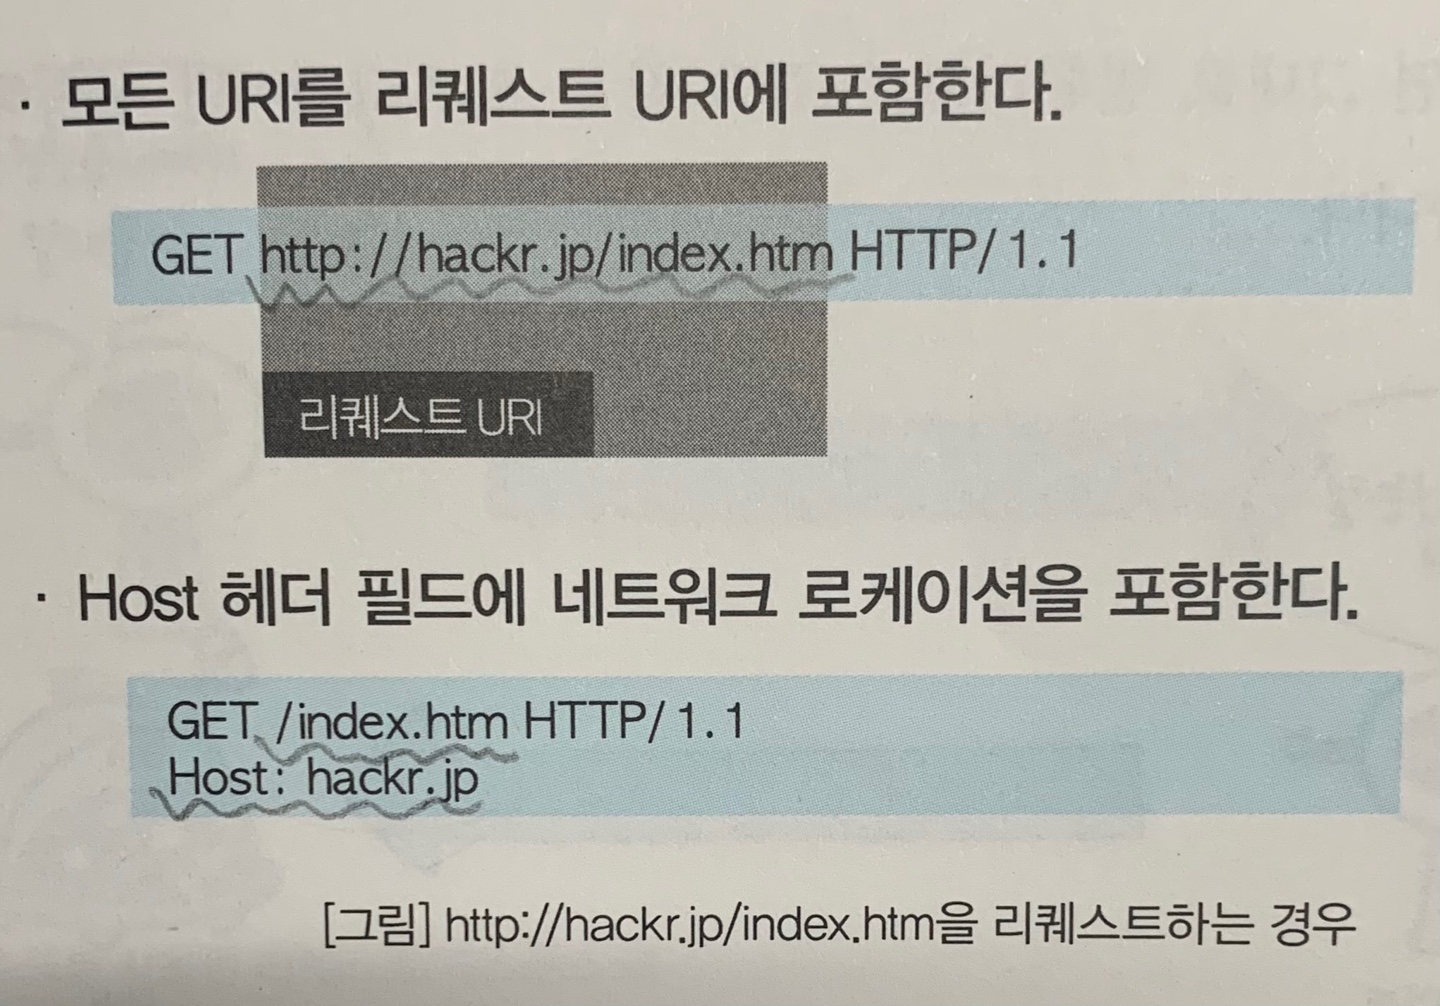 · 모든 URI를 리퀘스트 URI에 포함한다.
GET http://hackr.jp/index.htm HTTP/1.1
리퀘스트 URI
· Host 헤더 필드에 네트워크 로케이션을 포함한다.
GET /index.htm HTTP/1.1
Host: hackr.jp
[그림] http://hackr.jp/index.htm을 리퀘스트하는 경우